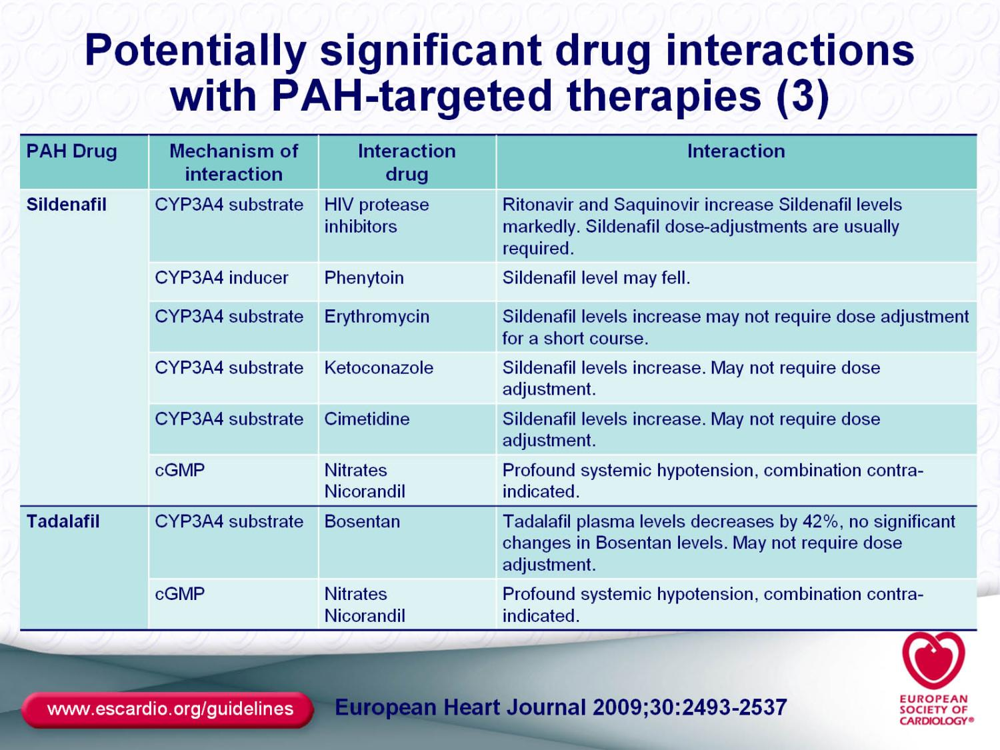 Potentially significant drug interactions
with PAH-targeted therapies (3)
PAH Drug
Mechanism of
interaction
Interaction
drug
Interaction
Sildenafil
CYP3A4 substrate
HIV protease
inhibitors
Ritonavir and Saquinovir increase Sildenafil levels
markedly. Sildenafil dose-adjustments are usually
required.
CYP3A4 inducer
Phenytoin
Sildenafil level may fell.
CYP3A4 substrate
Erythromycin
Sildenafil levels increase may not require dose adjustment
for a short course.
CYP3A4 substrate
Ketoconazole
Sildenafil levels increase. May not require dose
adjustment.
CYP3A4 substrate
Cimetidine
Sildenafil levels increase. May not require dose
adjustment.
cGMP
Nitrates
Nicorandil
Profound systemic hypotension, combination contra-
indicated.
Tadalafil
CYP3A4 substrate
Bosentan
Tadalafil plasma levels decreases by 42%, no significant
changes in Bosentan levels. May not require dose
adjustment.
cGMP
Nitrates
Nicorandil
Profound systemic hypotension, combination contra-
indicated.
www.escardio.org/guidelines
European Heart Journal 2009;30:2493-2537
EUROPEAN
SOCIETY OF
CARDIOLOGY®